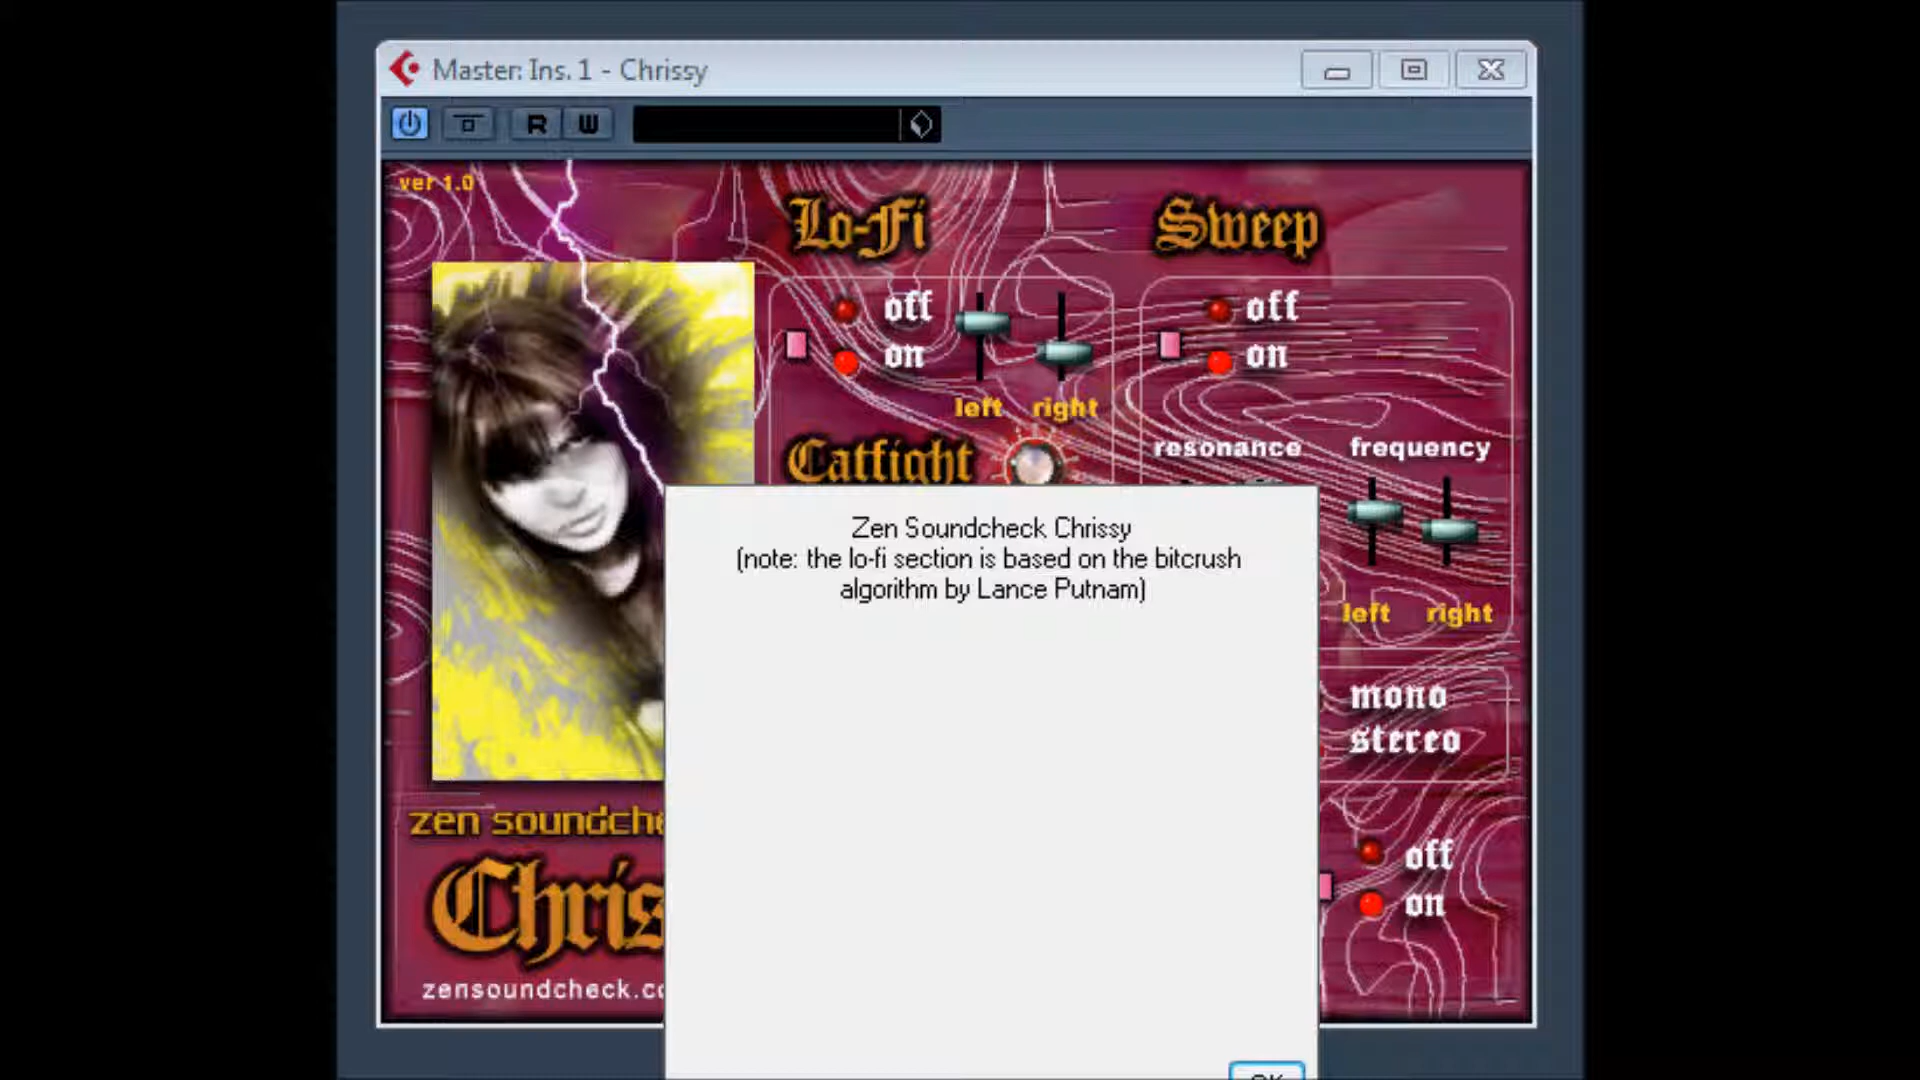 Master: Ins. 1 - Chrissy
R W
ver 1.0
Lo-Fi
Sweep
off
on
left right
off
on
Catfight
resonance frequency
left right
Zen Soundcheck Chrissy
(note: the lo-fi section is based on the bitcrush
algorithm by Lance Putnam)
mono
stereo
zen soundche
Chris
off
on
zensoundcheck.co
OK